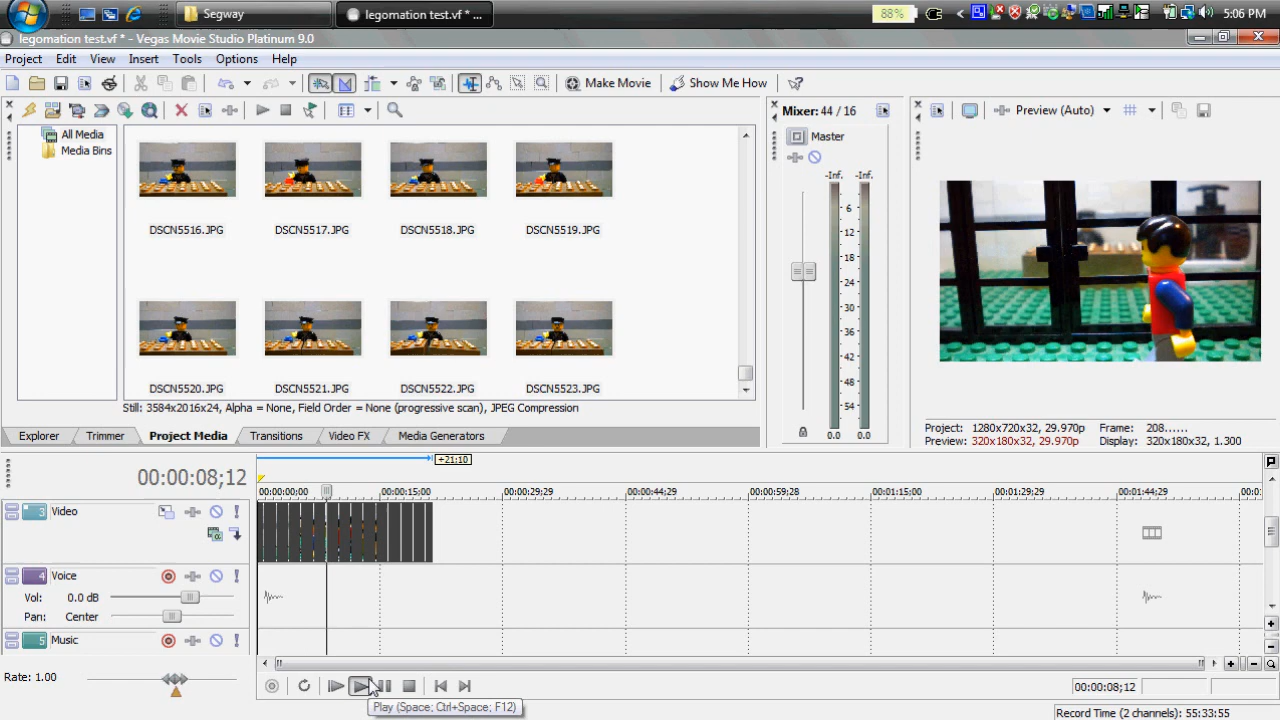 Segway
legomation test.vf * ...
88%
5:06 PM
legomation test.vf * - Vegas Movie Studio Platinum 9.0
Project Edit View Insert Tools Options Help
Make Movie
Show Me How
All Media
Media Bins
DSCN5516.JPG DSCN5517.JPG DSCN5518.JPG DSCN5519.JPG
DSCN5520.JPG DSCN5521.JPG DSCN5522.JPG DSCN5523.JPG
Still: 3584x2016x24, Alpha = None, Field Order = None (progressive scan), JPEG Compression
Explorer Trimmer Project Media Transitions Video FX Media Generators
Mixer: 44 / 16
Master
-Inf. -Inf.
6
12
18
24
30
36
42
48
54
0.0 0.0
Preview (Auto)
Project: 1280x720x32, 29.970p Frame: 208......
Preview: 320x180x32, 29.970p Display: 320x180x32, 1.300
00:00:08;12
+21;10
00:00:00;00 00:00:15;00 00:00:29;29 00:00:44;29 00:00:59;28 00:01:15;00 00:01:29;29 00:01:44;29
3 Video
4 Voice
Vol: 0.0 dB
Pan: Center
5 Music
Rate: 1.00
Play (Space; Ctrl+Space; F12)
00:00:08;12
Record Time (2 channels): 55:33:55